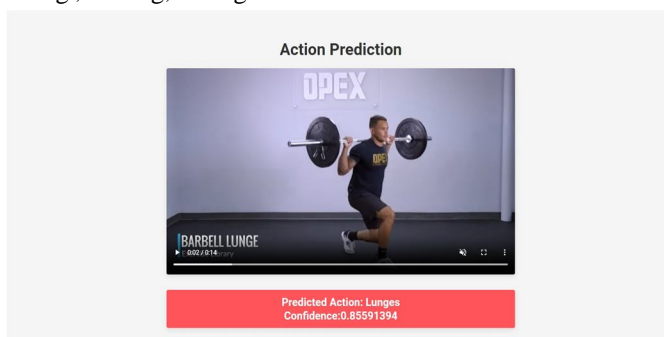 Action Prediction
OPEX
OPEX
BARBELL LUNGE
0:02 / 0:14
Predicted Action: Lunges
Confidence:0.85591394